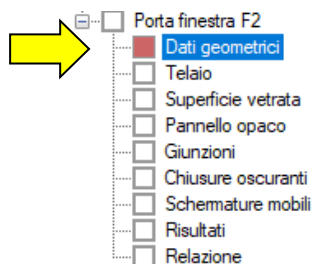 Porta finestra F2
Dati geometrici
Telaio
Superficie vetrata
Pannello opaco
Giunzioni
Chiusure oscuranti
Schermature mobili
Risultati
Relazione